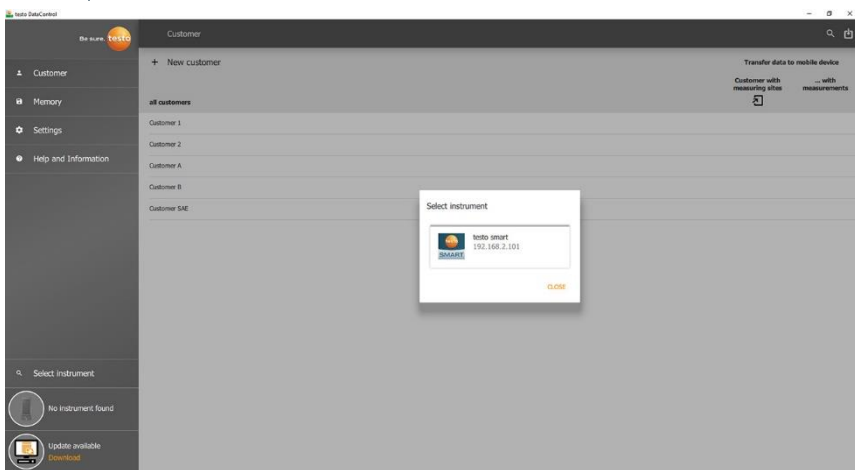 testo DataControl
Be sure. testo
Customer
Memory
Settings
Help and Information
Select instrument
No instrument found
Update available
Download
Customer
+ New customer
Transfer data to mobile device
Customer with
measuring sites
... with
measurements
all customers
Customer 1
Customer 2
Customer A
Customer B
Customer SAE
Select instrument
testo
SMART
testo smart
192.168.2.101
CLOSE